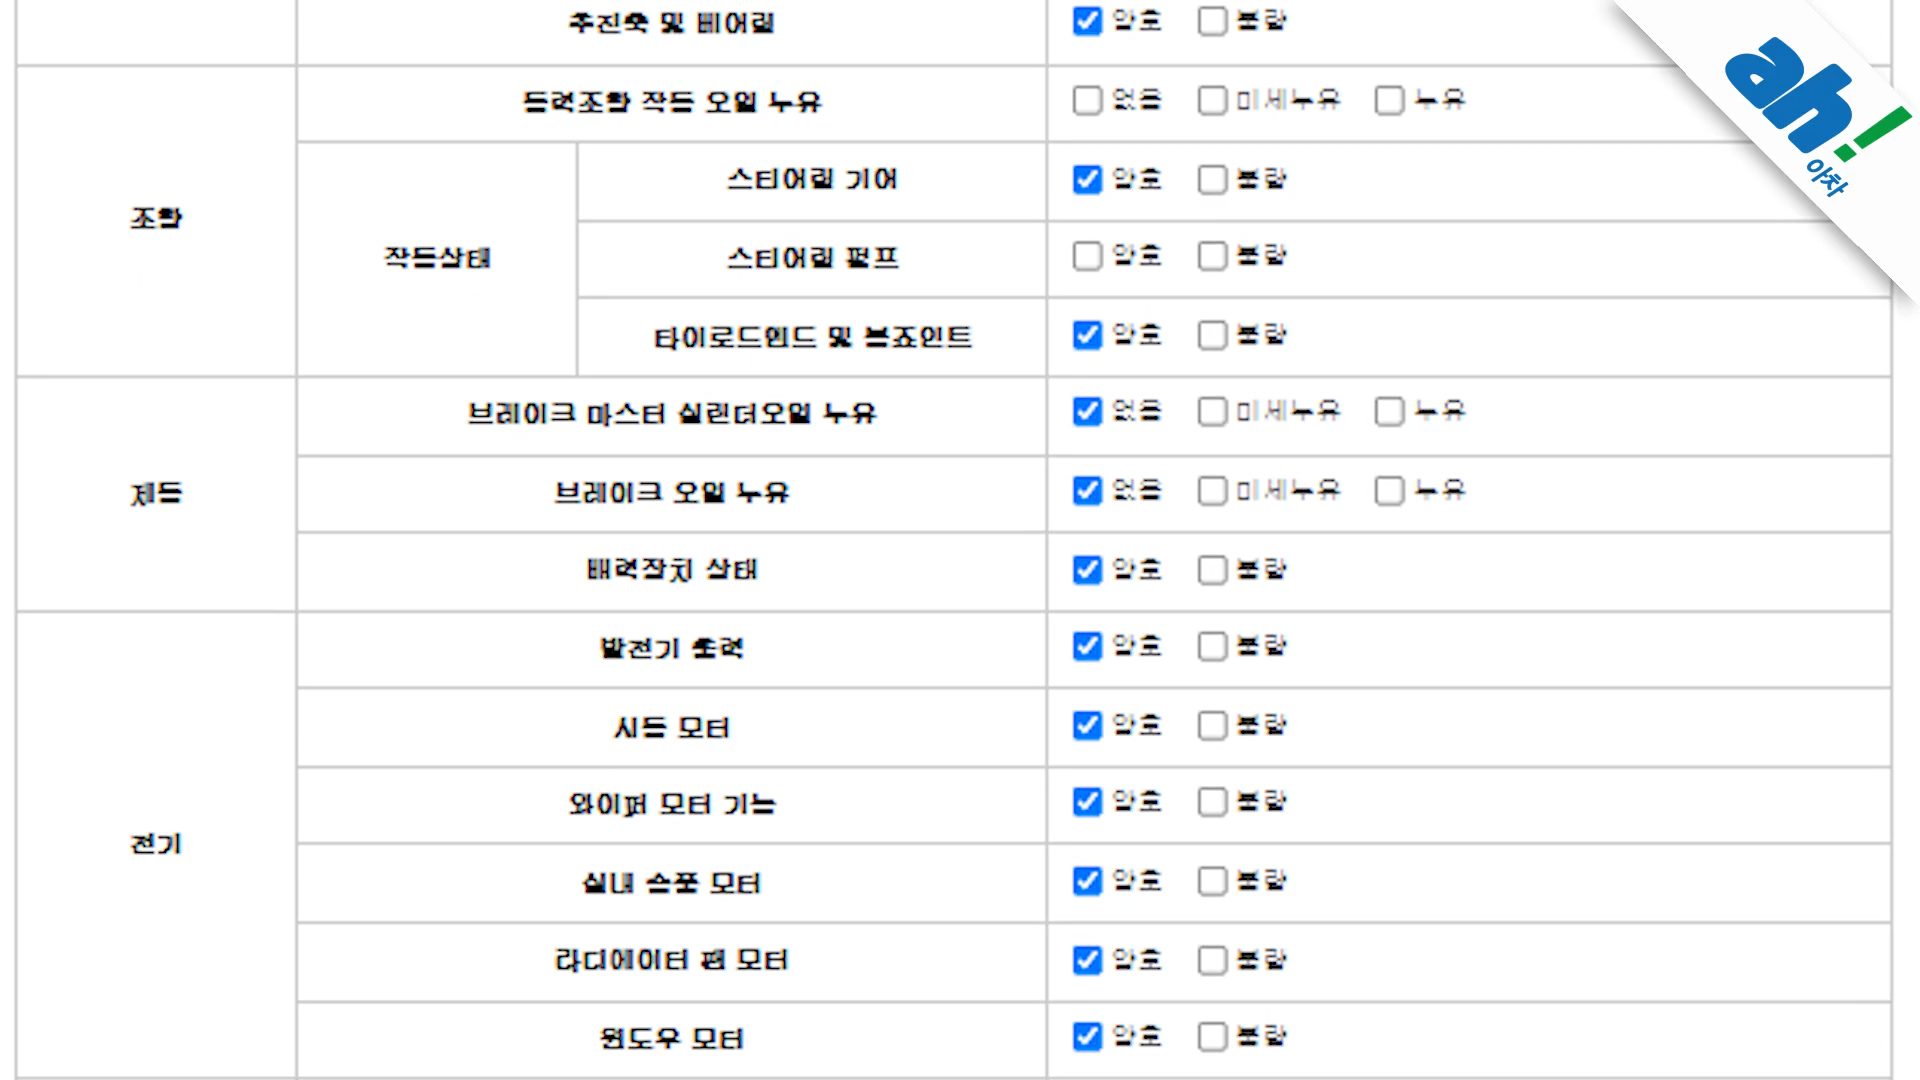 추진축 및 베어링 양호 불량
동력조향 작동 오일 누유 없음 미세누유 누유
조향
작동상태
스티어링 기어 양호 불량
스티어링 펌프 양호 불량
타이로드엔드 및 볼죠인트 양호 불량
제동
브레이크 마스터 실린더오일 누유 없음 미세누유 누유
브레이크 오일 누유 없음 미세누유 누유
배력장치 상태 양호 불량
전기
발전기 출력 양호 불량
시동 모터 양호 불량
와이퍼 모터 기능 양호 불량
실내 송풍 모터 양호 불량
라디에이터 팬 모터 양호 불량
윈도우 모터 양호 불량
ah!
아차